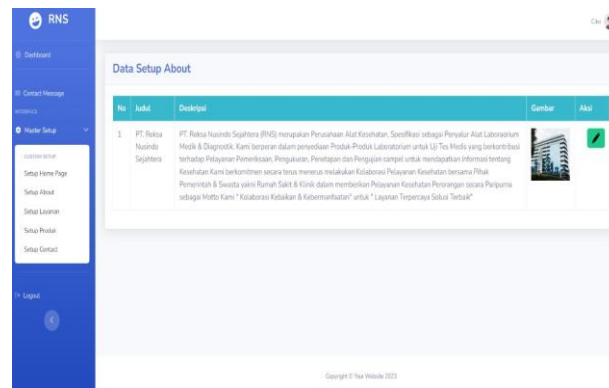 RNS
Dashboard
Contact Message
INTERFACE
Master Setup
CUSTOM SETUP
Setup Home Page
Setup About
Setup Layanan
Setup Produk
Setup Contact
Logout
Data Setup About
No Judul Deskripsi Gambar Aksi
1 PT. Reksa Nusindo Sejahtera
PT. Reksa Nusindo Sejahtera (RNS) merupakan Perusahaan Alat Kesehatan, Spesifikasi sebagai Penyalur Alat Laboraorium
Medik & Diagnostik. Kami berperan dalam penyediaan Produk-Produk Laboratorium untuk Uji Tes Medis yang berkontribusi
terhadap Pelayanan Pemeriksaan, Pengukuran, Penetapan dan Pengujian sampel untuk mendapatkan informasi tentang
Kesehatan Kami berkomitmen secara terus menerus melakukan Kolaborasi Pelayanan Kesehatan bersama Pihak
Pemerintah & Swasta yakni Rumah Sakit & Klinik dalam memberikan Pelayanan Kesehatan Perorangan secara Paripurna
sebagai Motto Kami " Kolaborasi Kebaikan & Kebermanfaatan" untuk " Layanan Terpercaya Solusi Terbaik"
Copyright © Your Website 2023